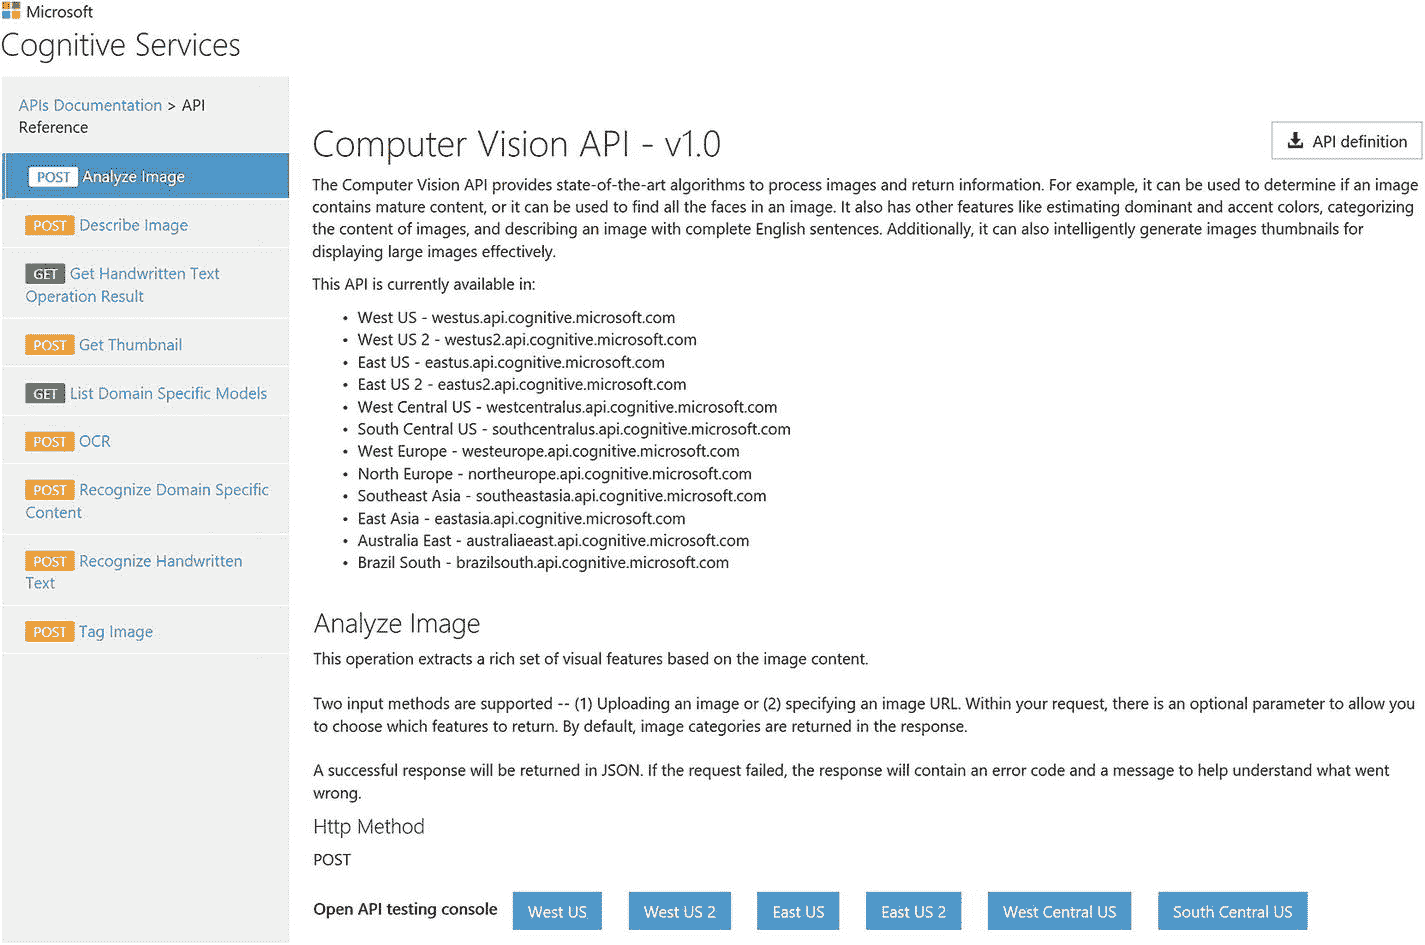 Microsoft
Cognitive Services
APIs Documentation > API
Reference
POST Analyze Image
POST Describe Image
GET Get Handwritten Text
Operation Result
POST Get Thumbnail
GET List Domain Specific Models
POST OCR
POST Recognize Domain Specific
Content
POST Recognize Handwritten
Text
POST Tag Image
Computer Vision API - v1.0
API definition
The Computer Vision API provides state-of-the-art algorithms to process images and return information. For example, it can be used to determine if an image
contains mature content, or it can be used to find all the faces in an image. It also has other features like estimating dominant and accent colors, categorizing
the content of images, and describing an image with complete English sentences. Additionally, it can also intelligently generate images thumbnails for
displaying large images effectively.
This API is currently available in:
• West US - westus.api.cognitive.microsoft.com
• West US 2 - westus2.api.cognitive.microsoft.com
• East US - eastus.api.cognitive.microsoft.com
• East US 2 - eastus2.api.cognitive.microsoft.com
• West Central US - westcentralus.api.cognitive.microsoft.com
• South Central US - southcentralus.api.cognitive.microsoft.com
• West Europe - westeurope.api.cognitive.microsoft.com
• North Europe - northeurope.api.cognitive.microsoft.com
• Southeast Asia - southeastasia.api.cognitive.microsoft.com
• East Asia - eastasia.api.cognitive.microsoft.com
• Australia East - australiaeast.api.cognitive.microsoft.com
• Brazil South - brazilsouth.api.cognitive.microsoft.com
Analyze Image
This operation extracts a rich set of visual features based on the image content.
Two input methods are supported -- (1) Uploading an image or (2) specifying an image URL. Within your request, there is an optional parameter to allow you
to choose which features to return. By default, image categories are returned in the response.
A successful response will be returned in JSON. If the request failed, the response will contain an error code and a message to help understand what went
wrong.
Http Method
POST
Open API testing console West US West US 2 East US East US 2 West Central US South Central US